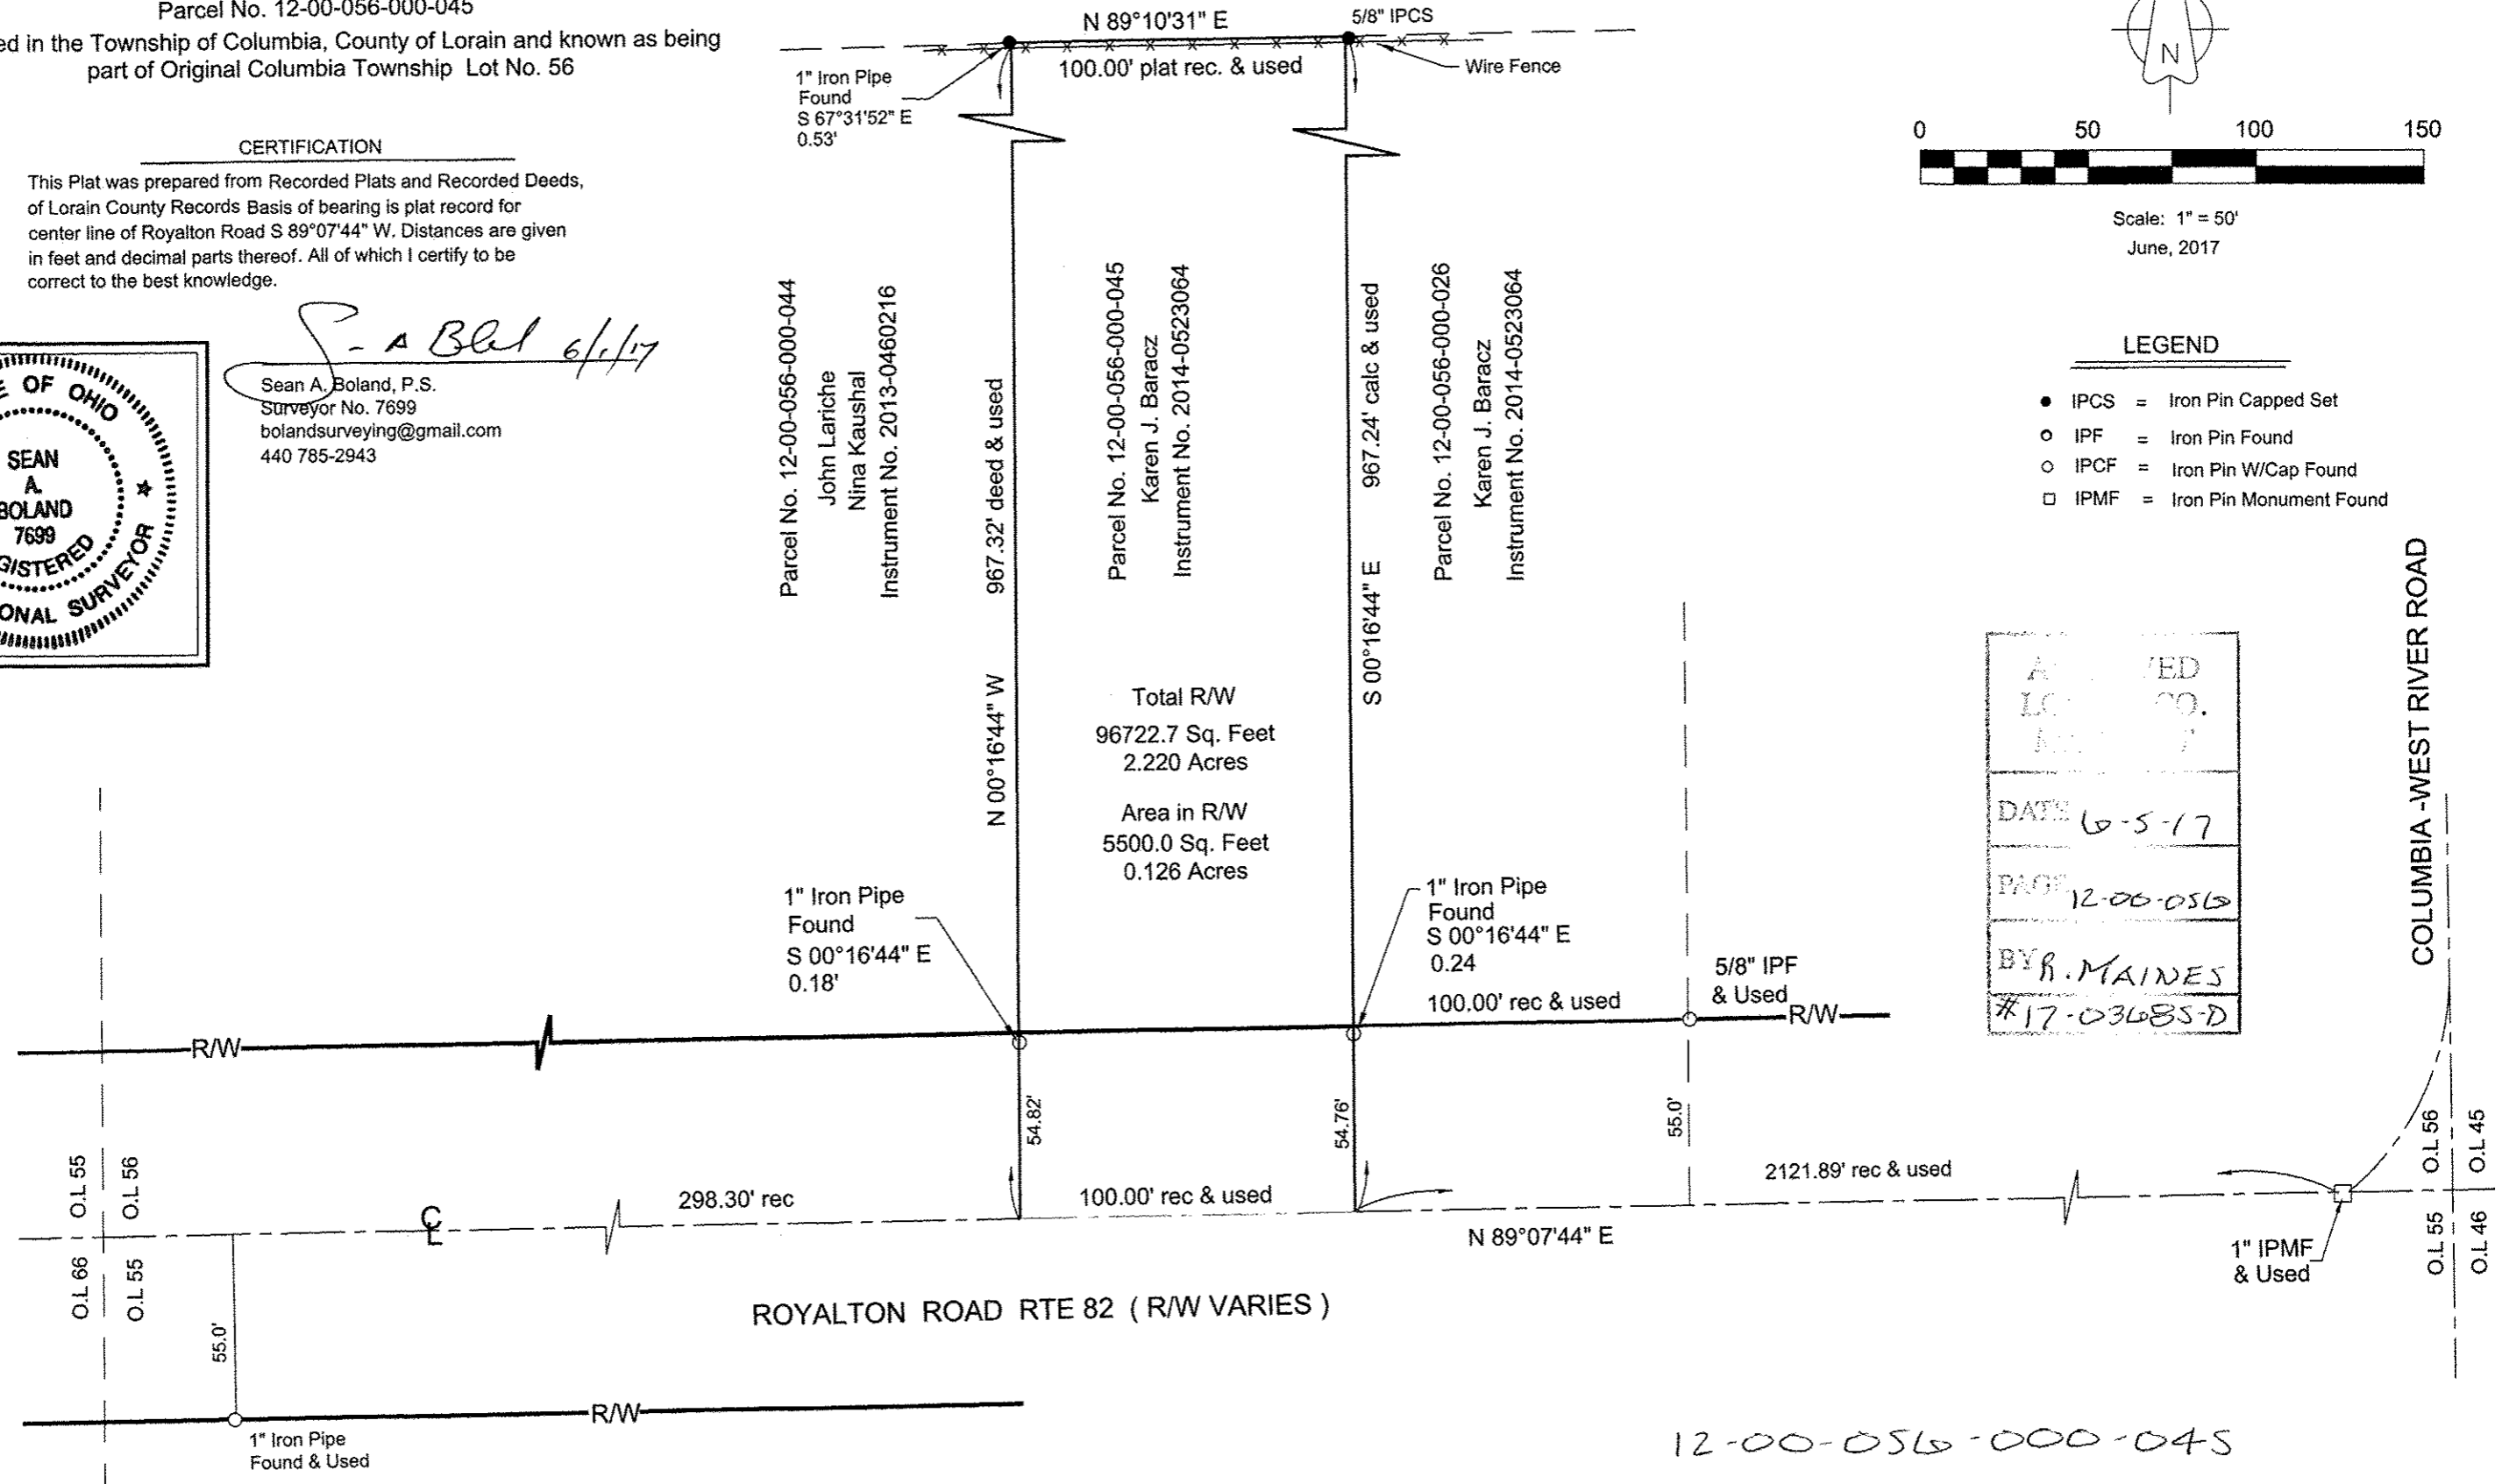 Parcel No. 12-00-056-000-045
ed in the Township of Columbia, County of Lorain and known as being
part of Original Columbia Township Lot No. 56
CERTIFICATION
This Plat was prepared from Recorded Plats and Recorded Deeds,
of Lorain County Records Basis of bearing is plat record for
center line of Royalton Road S 89°07'44" W. Distances are given
in feet and decimal parts thereof. All of which I certify to be
correct to the best knowledge.
6/1/17
Sean A. Boland, P.S.
Surveyor No. 7699
bolandsurveying@gmail.com
440 785-2943
E OF OHIO
SEAN
A.
BOLAND
7699
GISTERED
ONAL SURVEYOR
N 89°10'31" E
5/8" IPCS
100.00' plat rec. & used
Wire Fence
1" Iron Pipe
Found
S 67°31'52" E
0.53'
N
0 50 100 150
Scale: 1" = 50'
June, 2017
LEGEND
IPCS = Iron Pin Capped Set
IPF = Iron Pin Found
IPCF = Iron Pin W/Cap Found
IPMF = Iron Pin Monument Found
Parcel No. 12-00-056-000-044
John Lariche
Nina Kaushal
Instrument No. 2013-0460216
N 00°16'44" W 967.32' deed & used
Parcel No. 12-00-056-000-045
Karen J. Baracz
Instrument No. 2014-0523064
S 00°16'44" E 967.24' calc & used
Parcel No. 12-00-056-000-026
Karen J. Baracz
Instrument No. 2014-0523064
Total R/W
96722.7 Sq. Feet
2.220 Acres
Area in R/W
5500.0 Sq. Feet
0.126 Acres
1" Iron Pipe
Found
S 00°16'44" E
0.18'
1" Iron Pipe
Found
S 00°16'44" E
0.24
100.00' rec & used
5/8" IPF
& Used
R/W
R/W
CO.
DATE 6-5-17
PAGE 12-00-056
BY R. MAINES
#17-03685-D
COLUMBIA -WEST RIVER ROAD
54.82'
54.76'
55.0'
O.L 55
O.L 56
O.L 66
O.L 55
298.30' rec
100.00' rec & used
2121.89' rec & used
N 89°07'44" E
CL
O.L 56
O.L 45
O.L 55
O.L 46
1" IPMF
& Used
ROYALTON ROAD RTE 82 ( R/W VARIES )
55.0'
R/W
1" Iron Pipe
Found & Used
12-00-056-000-045